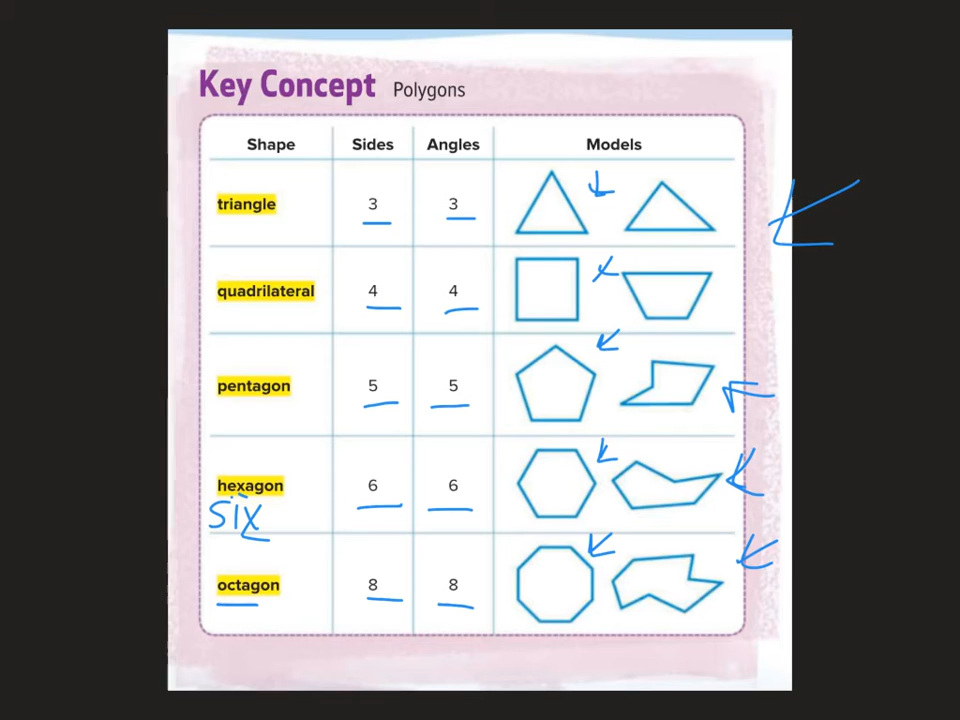 Key Concept Polygons
Shape Sides Angles Models
triangle 3 3
quadrilateral 4 4
pentagon 5 5
hexagon 6 6
six
octagon 8 8